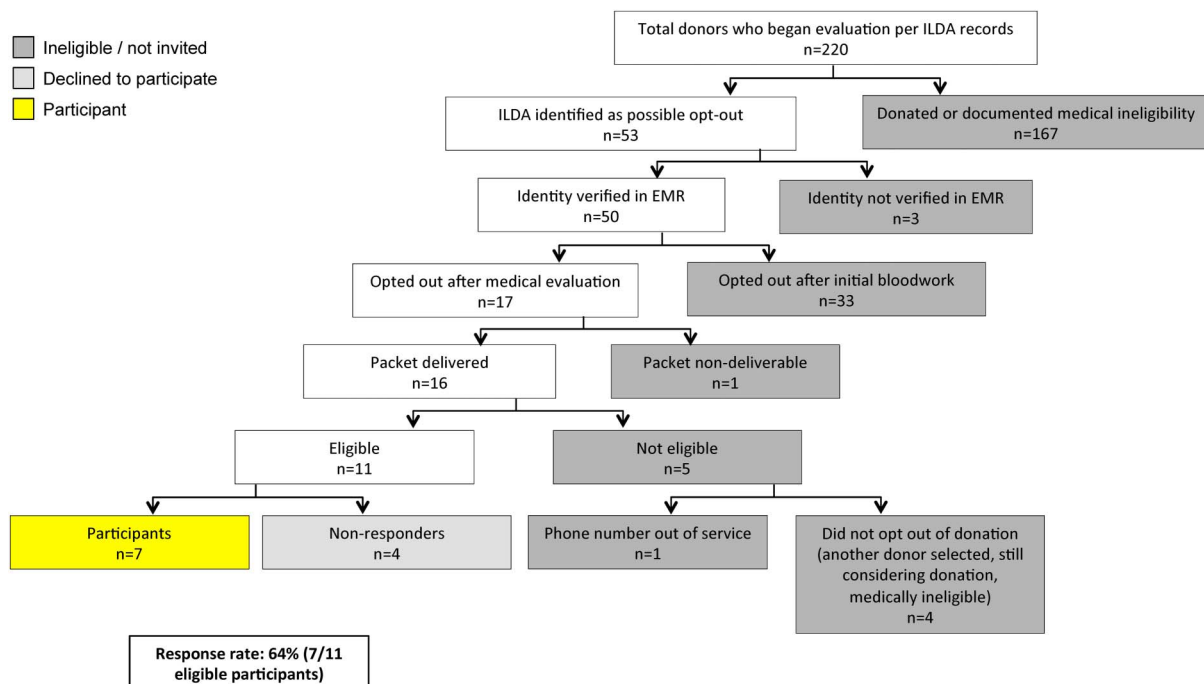 Ineligible / not invited
Declined to participate
Participant
Total donors who began evaluation per ILDA records
n=220
ILDA identified as possible opt-out
n=53
Donated or documented medical ineligibility
n=167
Identity verified in EMR
n=50
Identity not verified in EMR
n=3
Opted out after medical evaluation
n=17
Opted out after initial bloodwork
n=33
Packet delivered
n=16
Packet non-deliverable
n=1
Eligible
n=11
Not eligible
n=5
Participants
n=7
Non-responders
n=4
Phone number out of service
n=1
Did not opt out of donation
(another donor selected, still
considering donation,
medically ineligible)
n=4
Response rate: 64% (7/11
eligible participants)